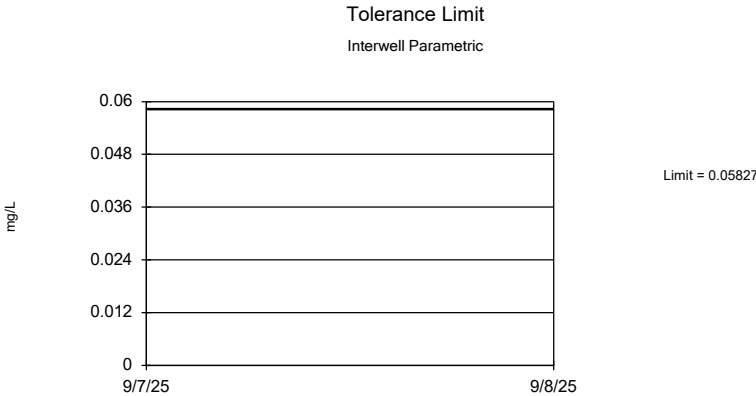 Tolerance Limit
Interwell Parametric
0.06
0.048
0.036
0.024
0.012
0
mg/L
9/7/25
9/8/25
Limit = 0.05827